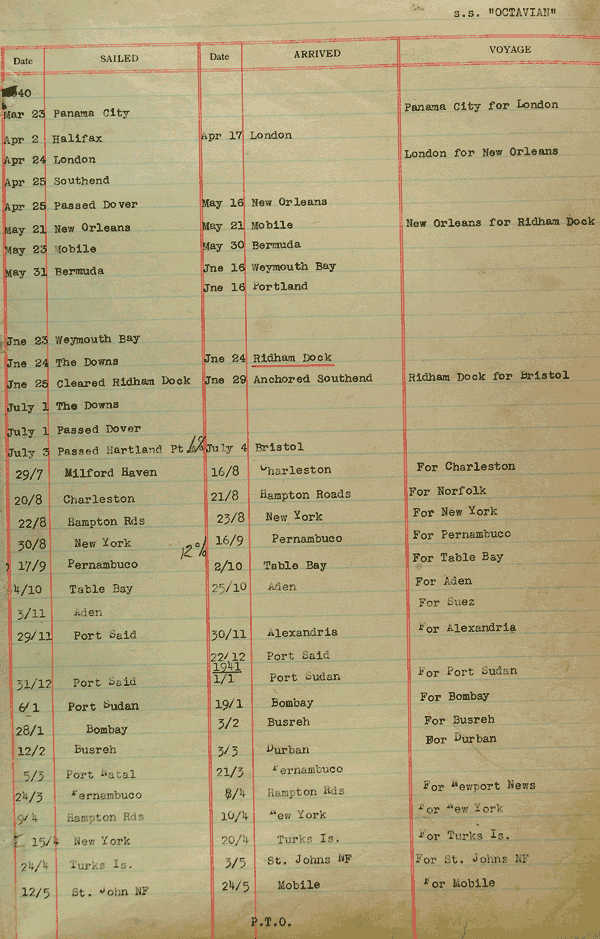 S.S. "OCTAVIAN"
Date SAILED Date ARRIVED VOYAGE
1940
Mar 23 Panama City Panama City for London
Apr 2 Halifax Apr 17 London
Apr 24 London London for New Orleans
Apr 25 Southend
Apr 25 Passed Dover May 16 New Orleans
May 21 New Orleans May 21 Mobile New Orleans for Ridham Dock
May 23 Mobile May 30 Bermuda
May 31 Bermuda Jne 16 Weymouth Bay
Jne 16 Portland
Jne 23 Weymouth Bay
Jne 24 The Downs Jne 24 Ridham Dock
Jne 25 Cleared Ridham Dock Jne 29 Anchored Southend Ridham Dock for Bristol
July 1 The Downs
July 1 Passed Dover
July 3 Passed Hartland Pt July 4 Bristol
29/7 Milford Haven 16/8 Charleston For Charleston
20/8 Charleston 21/8 Hampton Roads For Norfolk
22/8 Hampton Rds 23/8 New York For New York
30/8 New York 12% 16/9 Pernambuco For Pernambuco
17/9 Pernambuco 2/10 Table Bay For Table Bay
4/10 Table Bay 25/10 Aden For Aden
3/11 Aden For Suez
29/11 Port Said 30/11 Alexandria For Alexandria
22/12 Port Said
1941
31/12 Port Said 1/1 Port Sudan For Port Sudan
6/1 Port Sudan 19/1 Bombay For Bombay
28/1 Bombay 3/2 Busreh For Busreh
12/2 Busreh 3/3 Durban For Durban
5/3 Port Natal 21/3 Pernambuco
24/3 Pernambuco 8/4 Hampton Rds For Newport News
9/4 Hampton Rds 10/4 New York For New York
15/4 New York 20/4 Turks Is. For Turks Is.
24/4 Turks Is. 3/5 St. Johns NF For St. Johns NF
12/5 St. John NF 24/5 Mobile For Mobile
P.T.O.